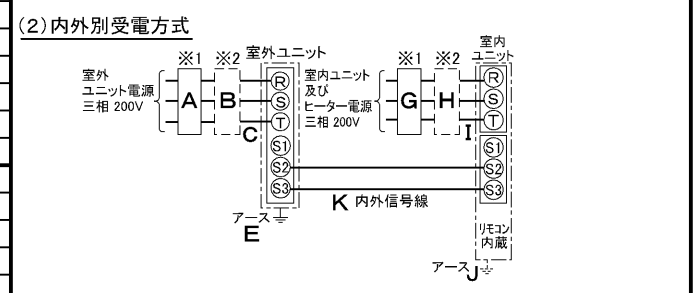 (2)内外別受電方式
※1 ※2 室外ユニット
室外
ユニット電源
三相 200V
A B C
R
S
T
S1
S2
S3
アース
E
※1 ※2
室内
ユニット
室内ユニット
及び
ヒーター電源
三相 200V
G H I
R
S
T
S1
S2
S3
K 内外信号線
リモコン
内蔵
アース J